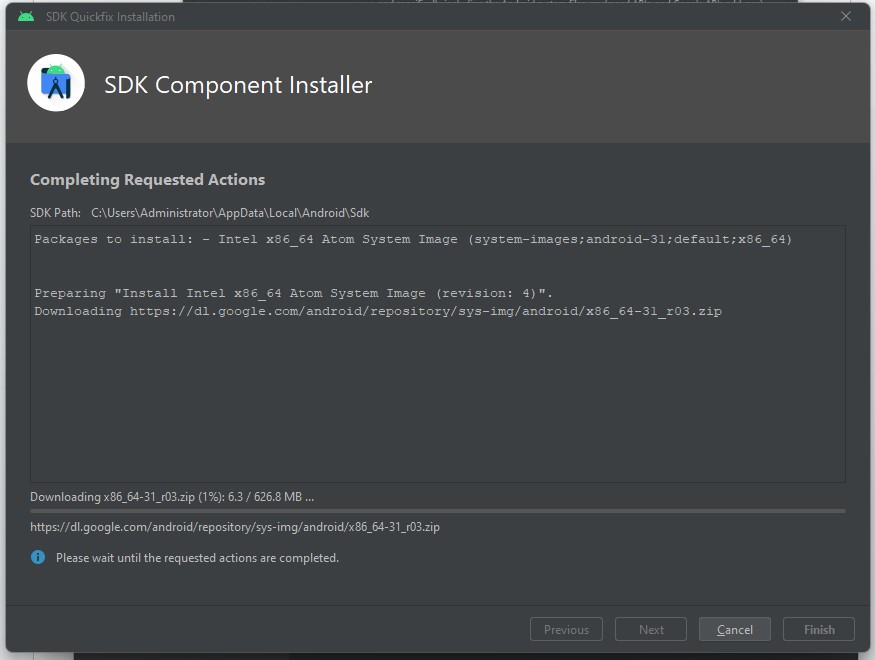 SDK Quickfix Installation
SDK Component Installer
Completing Requested Actions
SDK Path: C:\Users\Administrator\AppData\Local\Android\Sdk
Packages to install: - Intel x86_64 Atom System Image (system-images;android-31;default;x86_64)
Preparing "Install Intel x86_64 Atom System Image (revision: 4)".
Downloading https://dl.google.com/android/repository/sys-img/android/x86_64-31_r03.zip
Downloading x86_64-31_r03.zip (1%): 6.3 / 626.8 MB ...
https://dl.google.com/android/repository/sys-img/android/x86_64-31_r03.zip
Please wait until the requested actions are completed.
Previous Next Cancel Finish